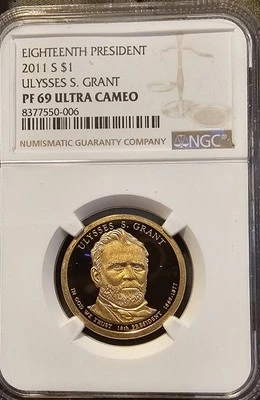 EIGHTEENTH PRESIDENT
2011 S $1
ULYSSES S. GRANT
PF 69 ULTRA CAMEO
8377550-006
NUMISMATIC GUARANTY COMPANY
NGC
ULYSSES S. GRANT
IN GOD WE TRUST 18th PRESIDENT 1869-1877